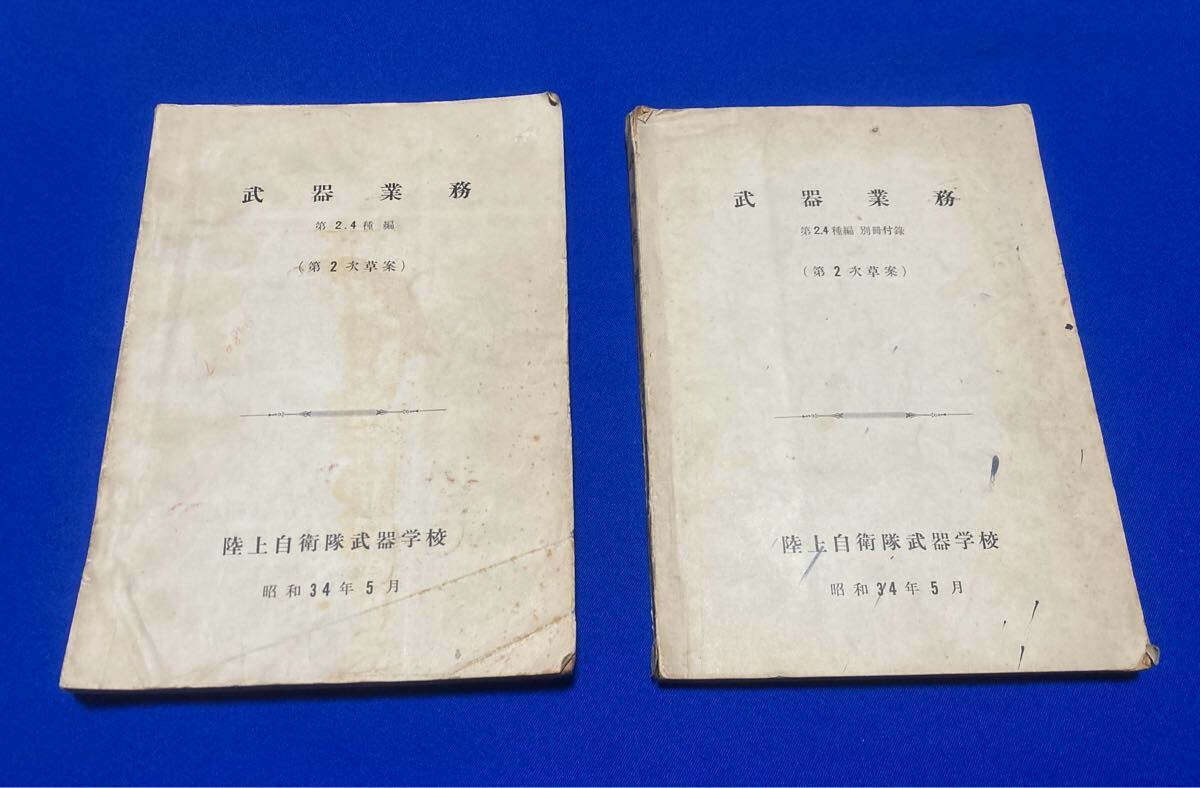 武器業務
第2.4種編
(第2次草案)
陸上自衛隊武器学校
昭和34年5月
武器業務
第2.4種編 別冊付録
(第2次草案)
陸上自衛隊武器学校
昭和34年5月